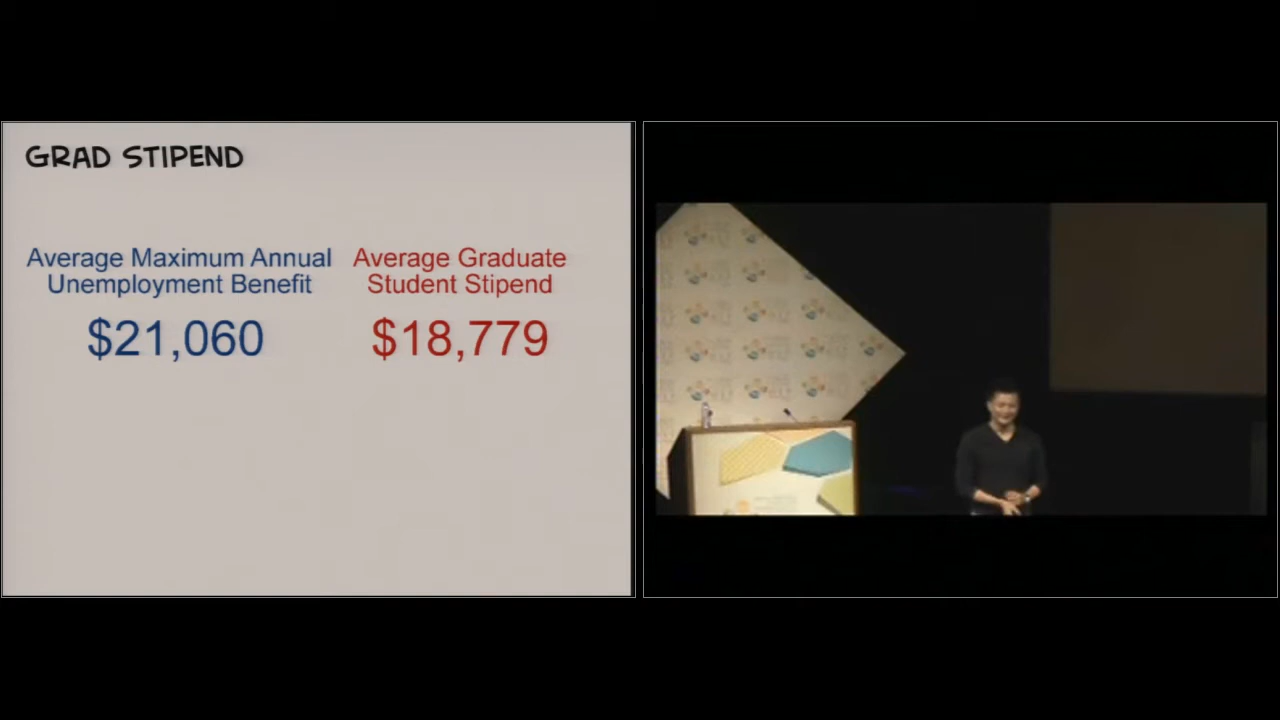 GRAD STIPEND
Average Maximum Annual
Unemployment Benefit
$21,060
Average Graduate
Student Stipend
$18,779